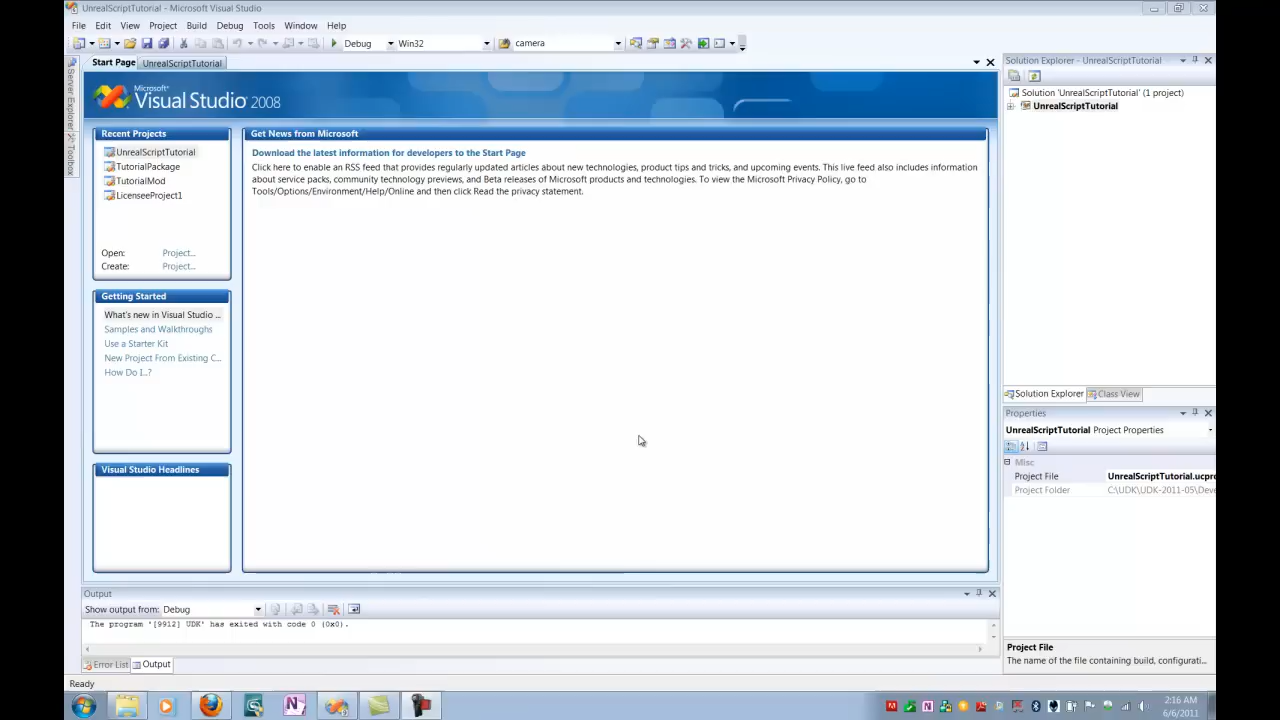 UnrealScriptTutorial - Microsoft Visual Studio
File Edit View Project Build Debug Tools Window Help
Debug Win32 camera
Start Page UnrealScriptTutorial
Server Explorer
Toolbox
Microsoft
Visual Studio 2008
Recent Projects
UnrealScriptTutorial
TutorialPackage
TutorialMod
LicenseeProject1
Open: Project...
Create: Project...
Getting Started
What's new in Visual Studio ...
Samples and Walkthroughs
Use a Starter Kit
New Project From Existing C...
How Do I..?
Visual Studio Headlines
Get News from Microsoft
Download the latest information for developers to the Start Page
Click here to enable an RSS feed that provides regularly updated articles about new technologies, product tips and tricks, and upcoming events. This live feed also includes information
about service packs, community technology previews, and Beta releases of Microsoft products and technologies. To view the Microsoft Privacy Policy, go to
Tools/Options/Environment/Help/Online and then click Read the privacy statement.
Solution Explorer - UnrealScriptTutorial
Solution 'UnrealScriptTutorial' (1 project)
UnrealScriptTutorial
Solution Explorer Class View
Properties
UnrealScriptTutorial Project Properties
Misc
Project File UnrealScriptTutorial.ucpro
Project Folder C:\UDK\UDK-2011-05\Deve
Project File
The name of the file containing build, configurati...
Output
Show output from: Debug
The program '[9912] UDK' has exited with code 0 (0x0).
Error List Output
Ready
2:16 AM
6/6/2011